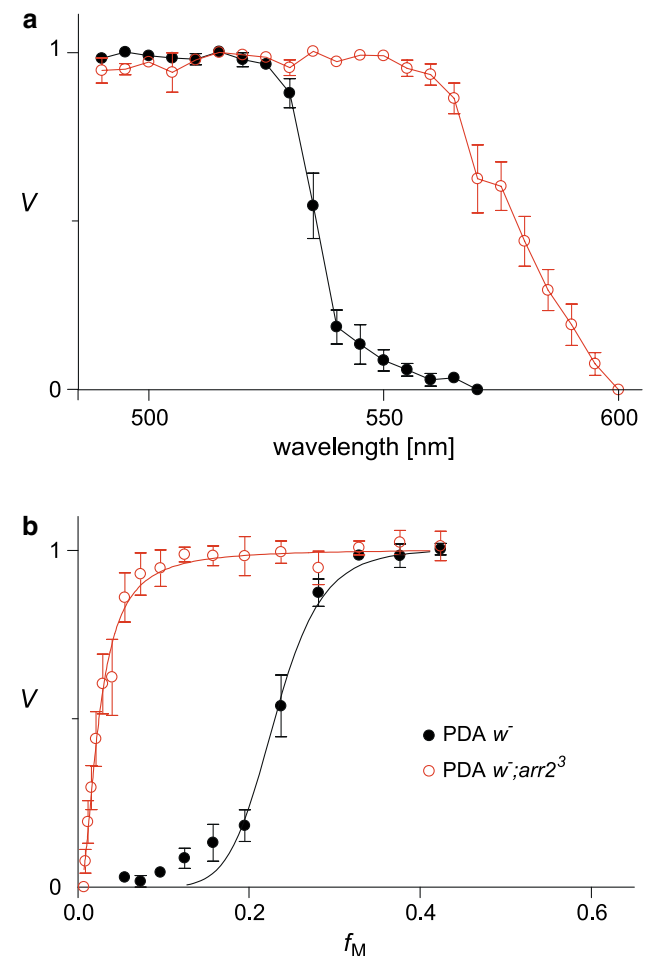 a
1
V
0
500
550
600
wavelength [nm]
b
1
V
PDA w⁻
PDA w⁻;arr2³
0
0.0
0.2
0.4
0.6
f_M